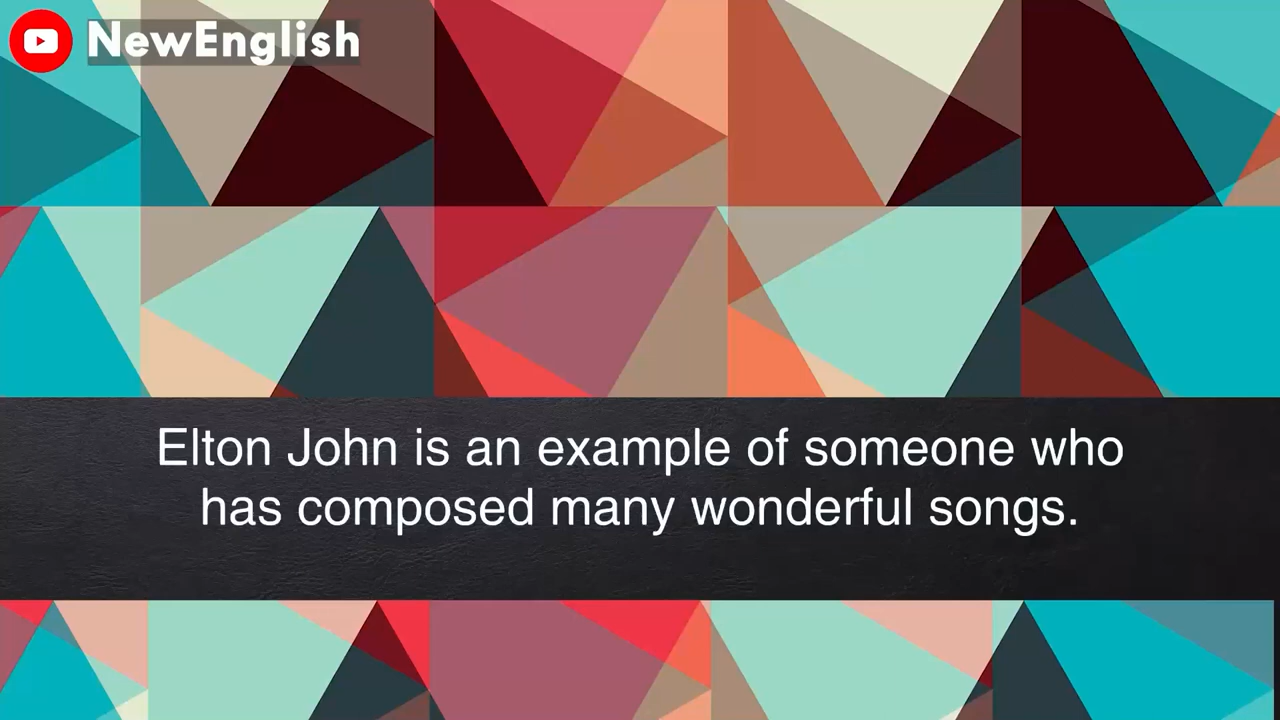 NewEnglish
Elton John is an example of someone who
has composed many wonderful songs.